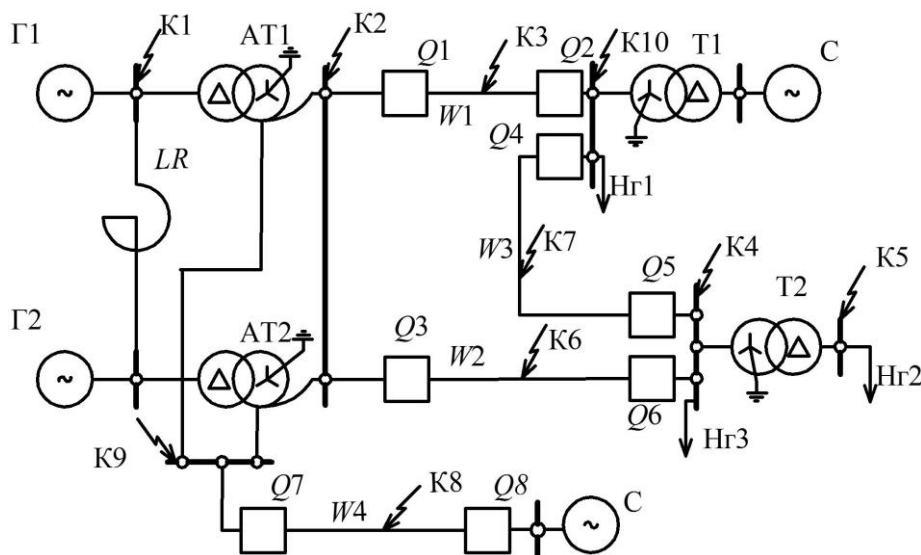 Г1
К1
АТ1
К2
Q1
К3
Q2
К10
Т1
С
~
~
LR
W1
Q4
Нг1
W3
К7
К4
К5
Г2
АТ2
Q3
К6
Q5
Т2
~
W2
Q6
Нг2
Нг3
К9
Q7
К8
Q8
С
W4
~